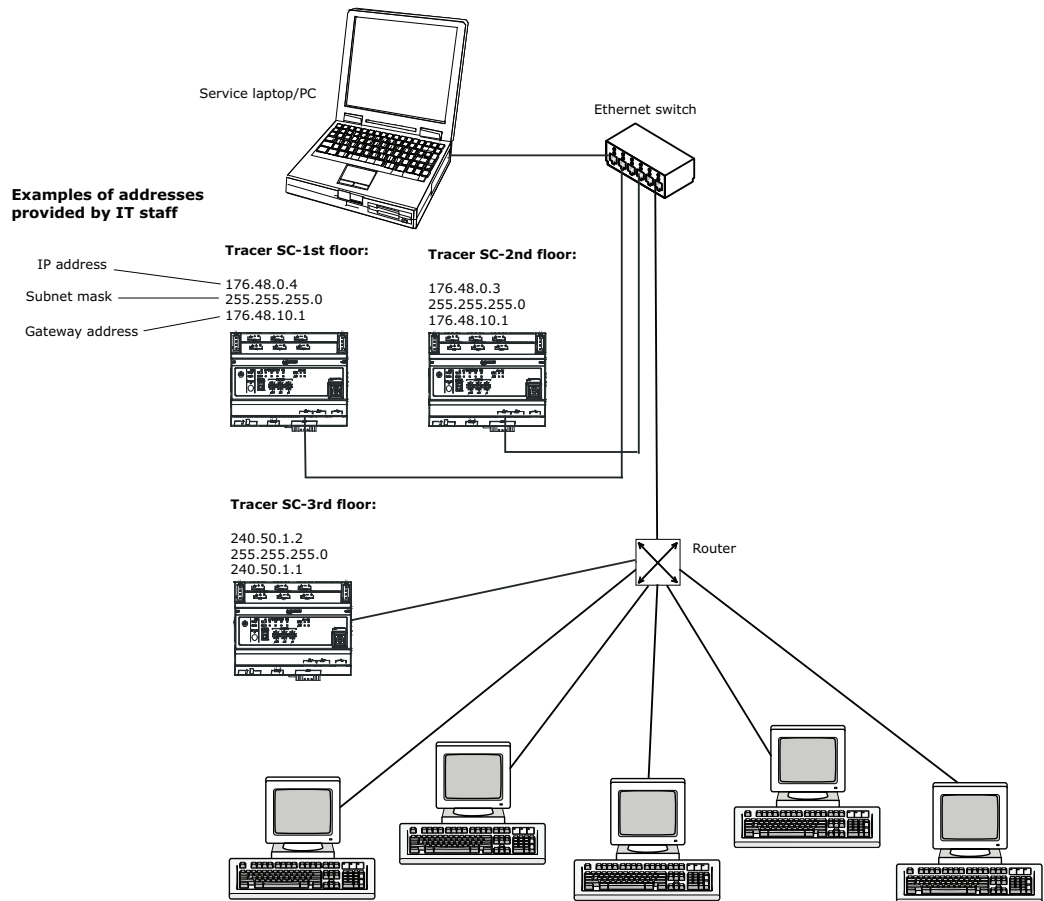 Service laptop/PC
Ethernet switch
Examples of addresses
provided by IT staff
IP address
Subnet mask
Gateway address
Tracer SC-1st floor:
176.48.0.4
255.255.255.0
176.48.10.1
Tracer SC-2nd floor:
176.48.0.3
255.255.255.0
176.48.10.1
Tracer SC-3rd floor:
240.50.1.2
255.255.255.0
240.50.1.1
Router